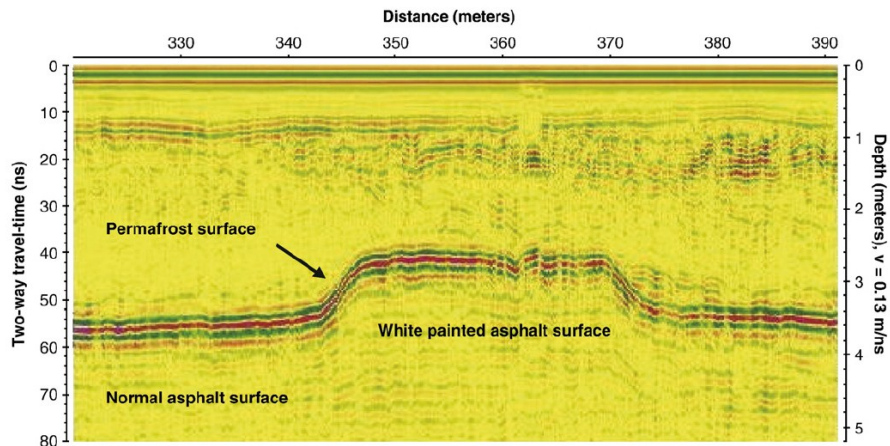 Distance (meters)
330 340 350 360 370 380 390
Two-way travel-time (ns)
0
10
20
30
40
50
60
70
80
Permafrost surface
White painted asphalt surface
Normal asphalt surface
0
1
2
3
4
5
Depth (meters), v = 0.13 m/ns